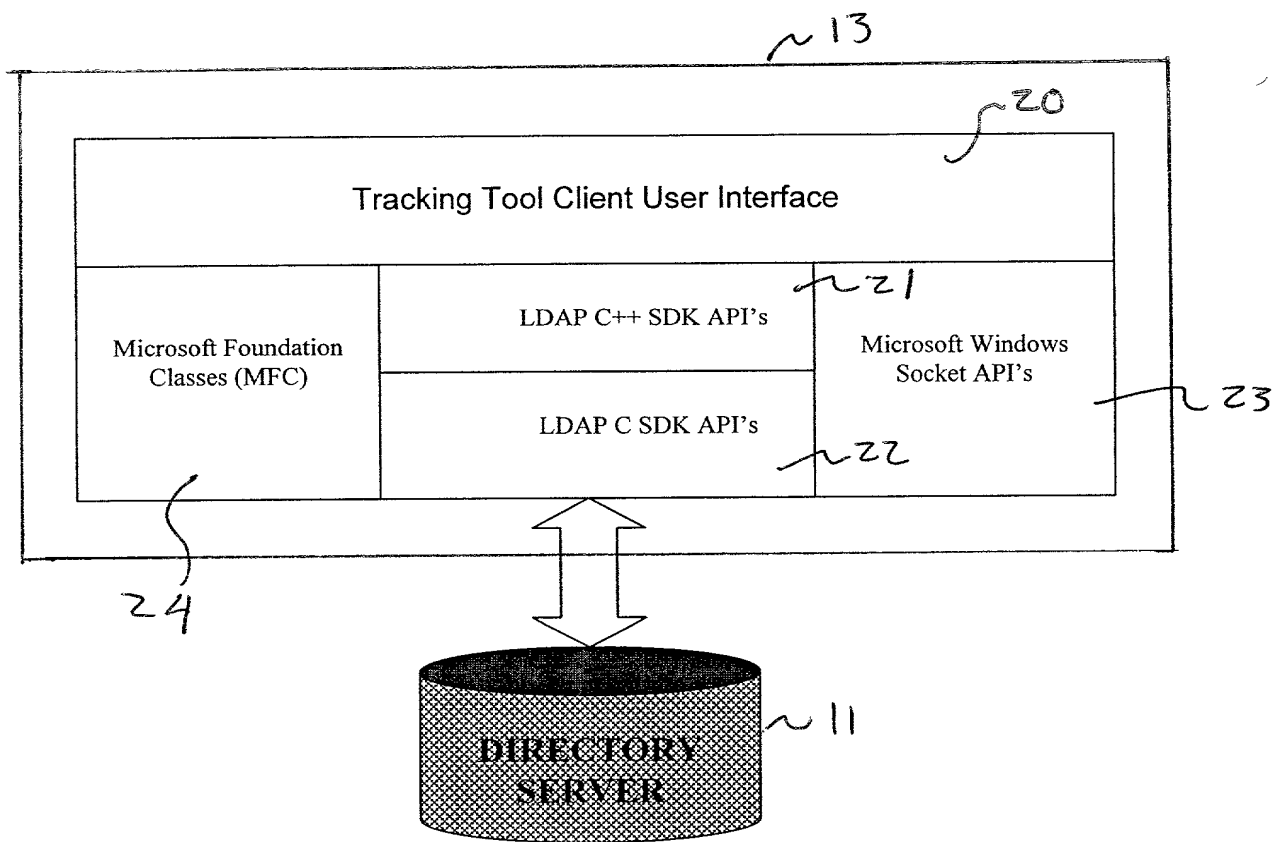 13
20
Tracking Tool Client User Interface
21
LDAP C++ SDK API's
Microsoft Foundation
Classes (MFC)
Microsoft Windows
Socket API's
23
LDAP C SDK API's
22
24
11
DIRECTORY
SERVER